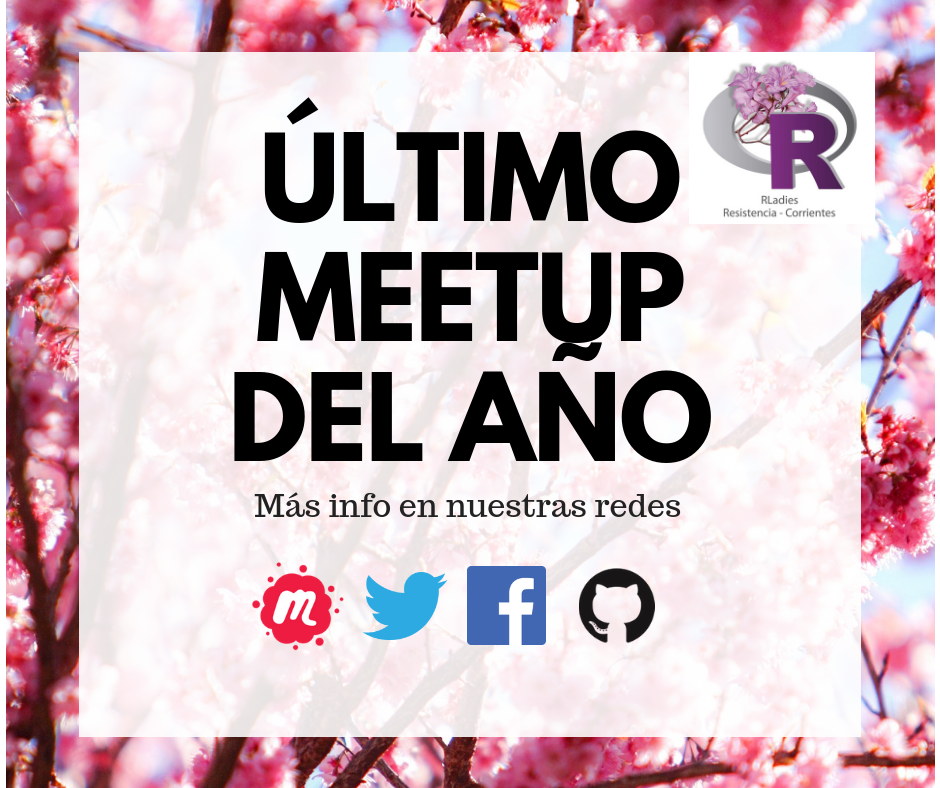 R
RLadies
Resistencia - Corrientes
ÚLTIMO
MEETUP
DEL AÑO
Más info en nuestras redes
m
f